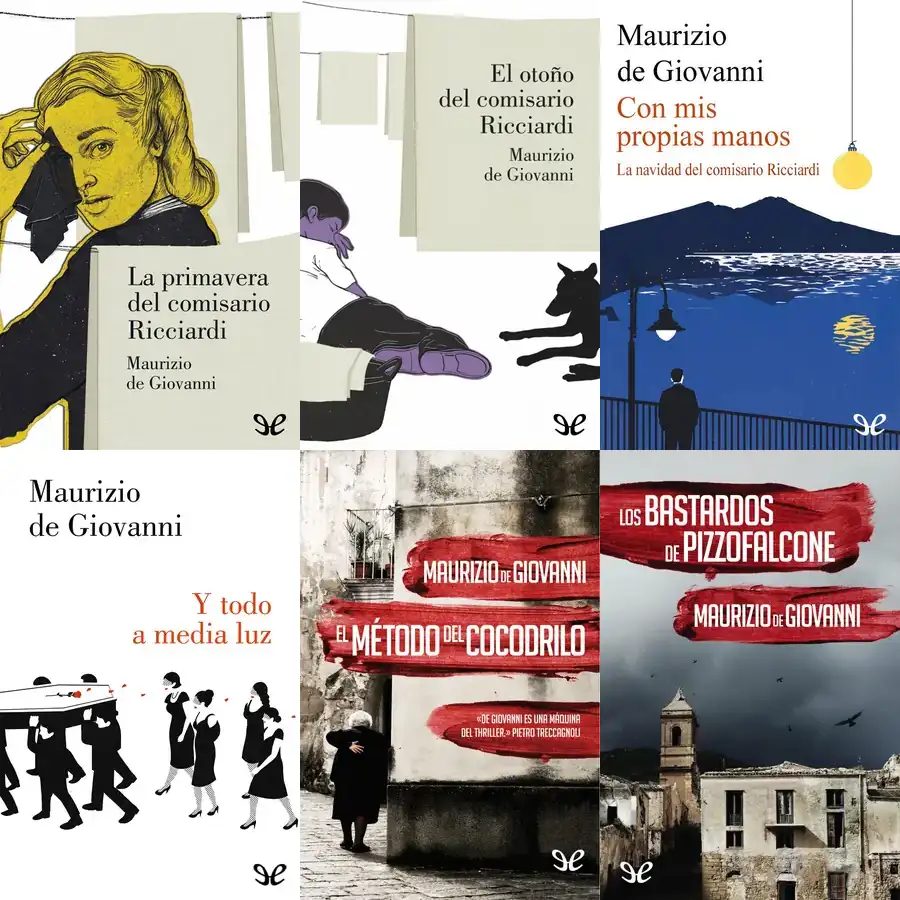 La primavera
del comisario
Ricciardi
Maurizio
de Giovanni
El otoño
del comisario
Ricciardi
Maurizio
de Giovanni
Maurizio
de Giovanni
Con mis
propias manos
La navidad del comisario Ricciardi
Maurizio
de Giovanni
Y todo
a media luz
MAURIZIO DE GIOVANNI
EL MÉTODO DEL COCODRILO
«DE GIOVANNI ES UNA MÁQUINA
DEL THRILLER.» PIETRO TRECCAGNOLI
LOS BASTARDOS
DE PIZZOFALCONE
MAURIZIO DE GIOVANNI